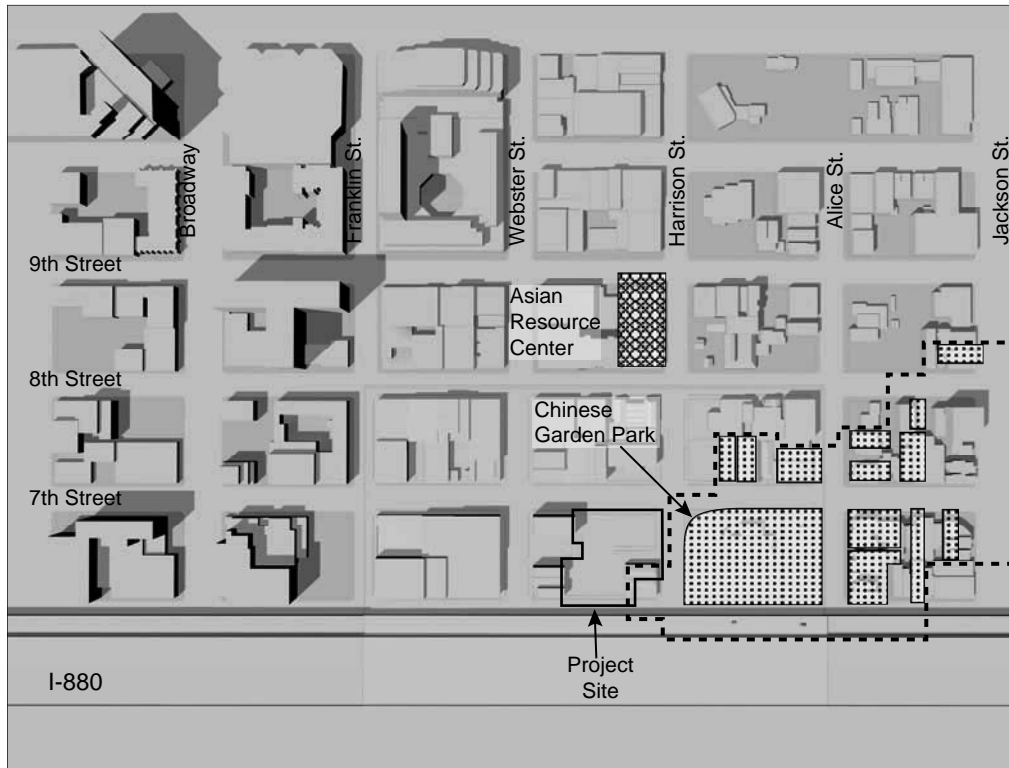 Broadway
Franklin St.
Webster St.
Harrison St.
Alice St.
Jackson St.
9th Street
Asian
Resource
Center
8th Street
Chinese
Garden Park
7th Street
Project
Site
I-880